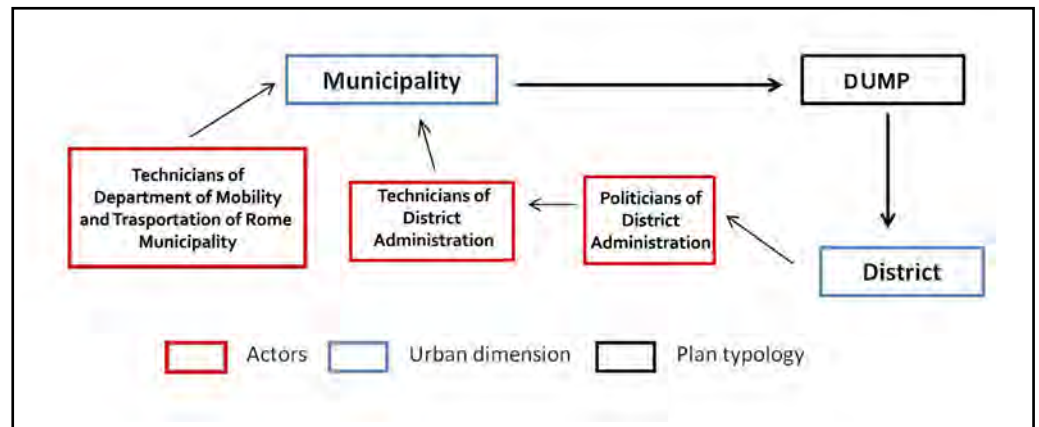 Municipality
DUMP
Technicians of
Department of Mobility
and Trasportation of Rome
Municipality
Technicians of
District
Administration
Politicians of
District
Administration
District
Actors
Urban dimension
Plan typology